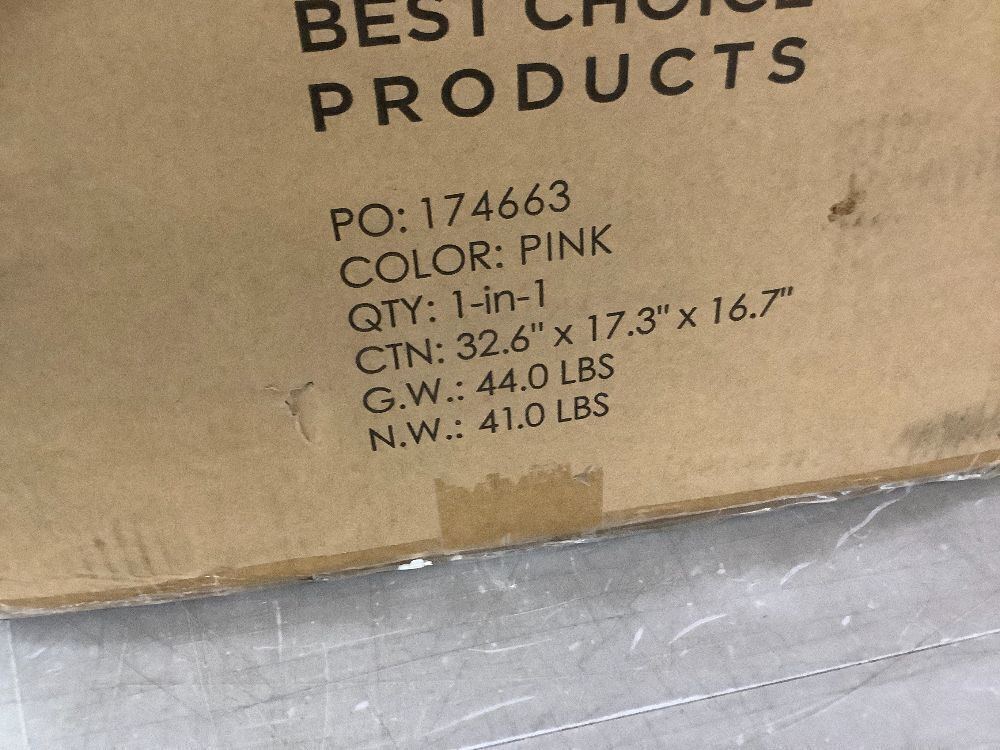 BEST CHOICE
PRODUCTS
PO: 174663
COLOR: PINK
QTY: 1-in-1
CTN: 32.6" x 17.3" x 16.7"
G.W.: 44.0 LBS
N.W.: 41.0 LBS